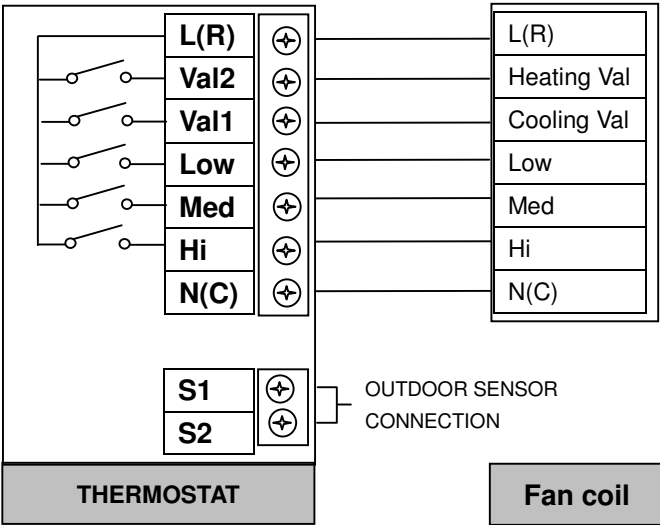 L(R)
Val2
Val1
Low
Med
Hi
N(C)
L(R)
Heating Val
Cooling Val
Low
Med
Hi
N(C)
S1
S2
OUTDOOR SENSOR
CONNECTION
THERMOSTAT
Fan coil